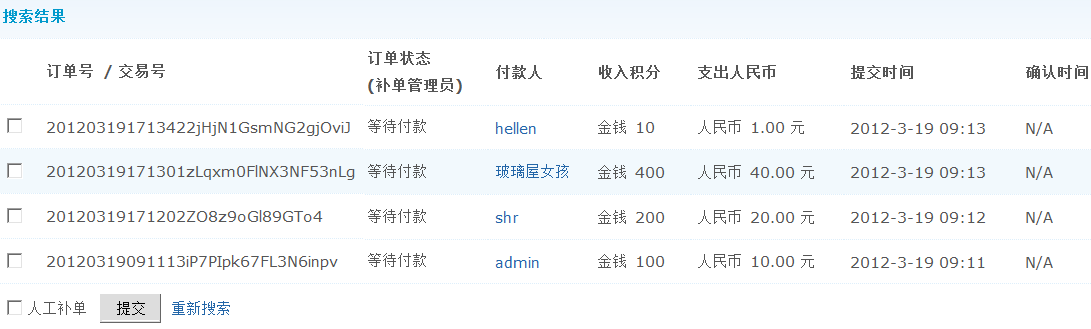 搜索结果
订单号 / 交易号 订单状态 (补单管理员) 付款人 收入积分 支出人民币 提交时间 确认时间
201203191713422jHjN1GsmNG2gjOviJ 等待付款 hellen 金钱 10 人民币 1.00 元 2012-3-19 09:13 N/A
20120319171301zLqxm0FlNX3NF53nLg 等待付款 玻璃屋女孩 金钱 400 人民币 40.00 元 2012-3-19 09:13 N/A
20120319171202ZO8z9oGl89GTo4 等待付款 shr 金钱 200 人民币 20.00 元 2012-3-19 09:12 N/A
20120319091113iP7PIpk67FL3N6inpv 等待付款 admin 金钱 100 人民币 10.00 元 2012-3-19 09:11 N/A
人工补单 提交 重新搜索